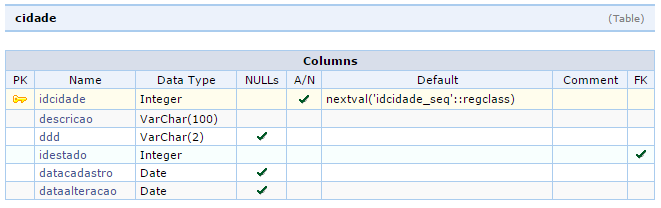 cidade (Table)
Columns
PK Name Data Type NULLs A/N Default Comment FK
idcidade Integer nextval('idcidade_seq'::regclass)
descricao VarChar(100)
ddd VarChar(2)
idestado Integer
datacadastro Date
dataalteracao Date